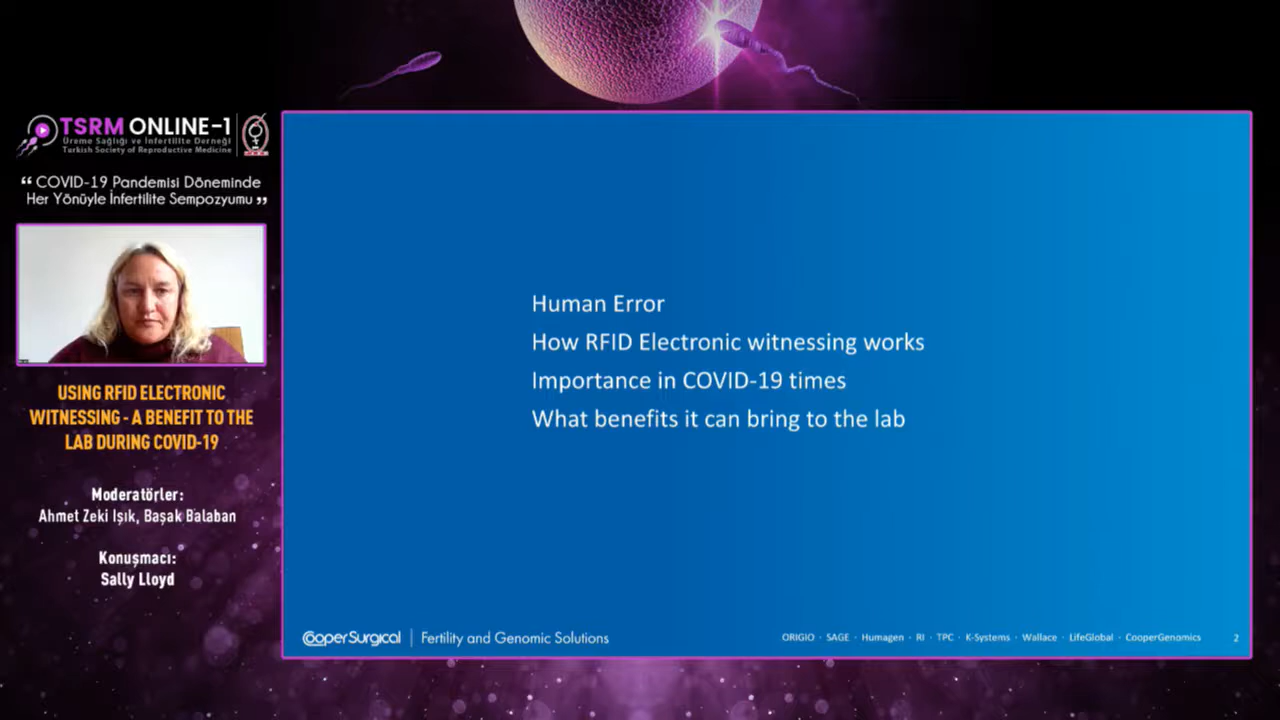 TSRM ONLINE-1
Üreme Sağlığı ve İnfertilite Derneği
Turkish Society of Reproductive Medicine
“ COVID-19 Pandemisi Döneminde
Her Yönüyle İnfertilite Sempozyumu ”
USING RFID ELECTRONIC
WITNESSING - A BENEFIT TO THE
LAB DURING COVID-19
Moderatörler:
Ahmet Zeki Işık, Başak Balaban
Konuşmacı:
Sally Lloyd
Human Error
How RFID Electronic witnessing works
Importance in COVID-19 times
What benefits it can bring to the lab
CooperSurgical | Fertility and Genomic Solutions
ORIGIO · SAGE · Humagen · RI · TPC · K-Systems · Wallace · LifeGlobal · CooperGenomics 2